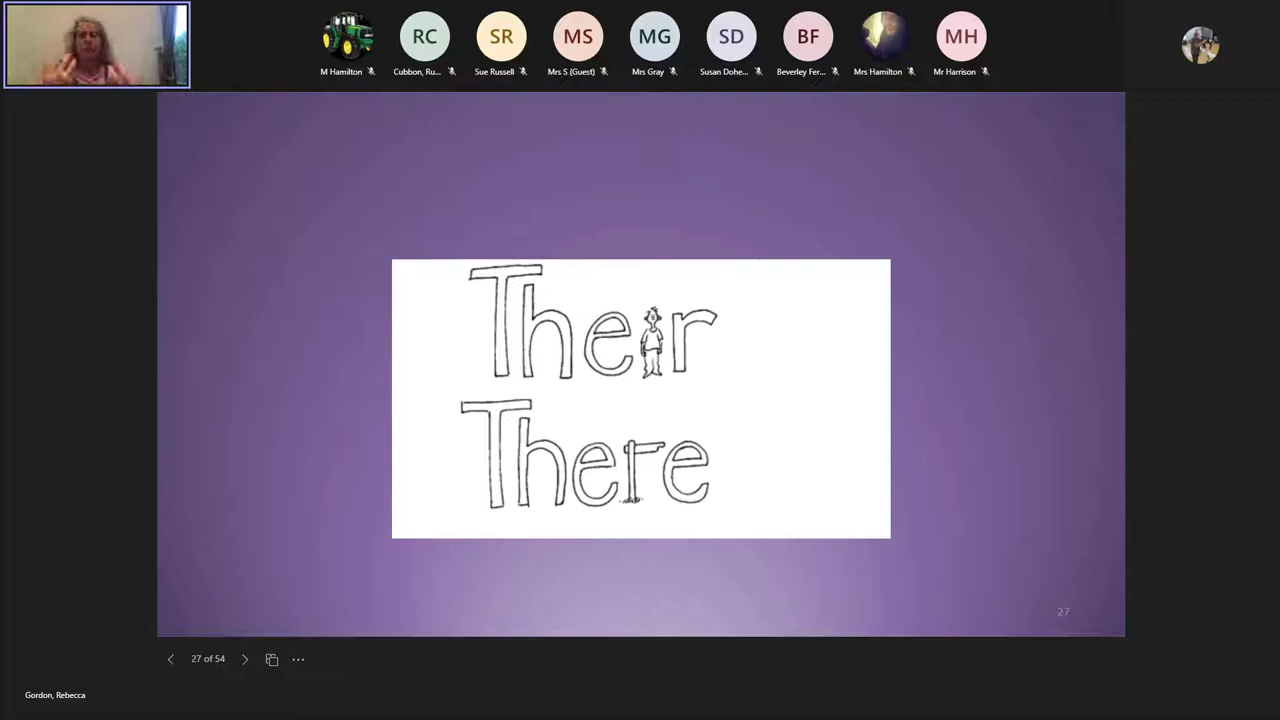 RC
SR
MS
MG
SD
BF
MH
M Hamilton
Cubbon, Ru...
Sue Russell
Mrs S (Guest)
Mrs Gray
Susan Dohe...
Beverley Fer...
Mrs Hamilton
Mr Harrison
Their
There
27
27 of 54
Gordon, Rebecca